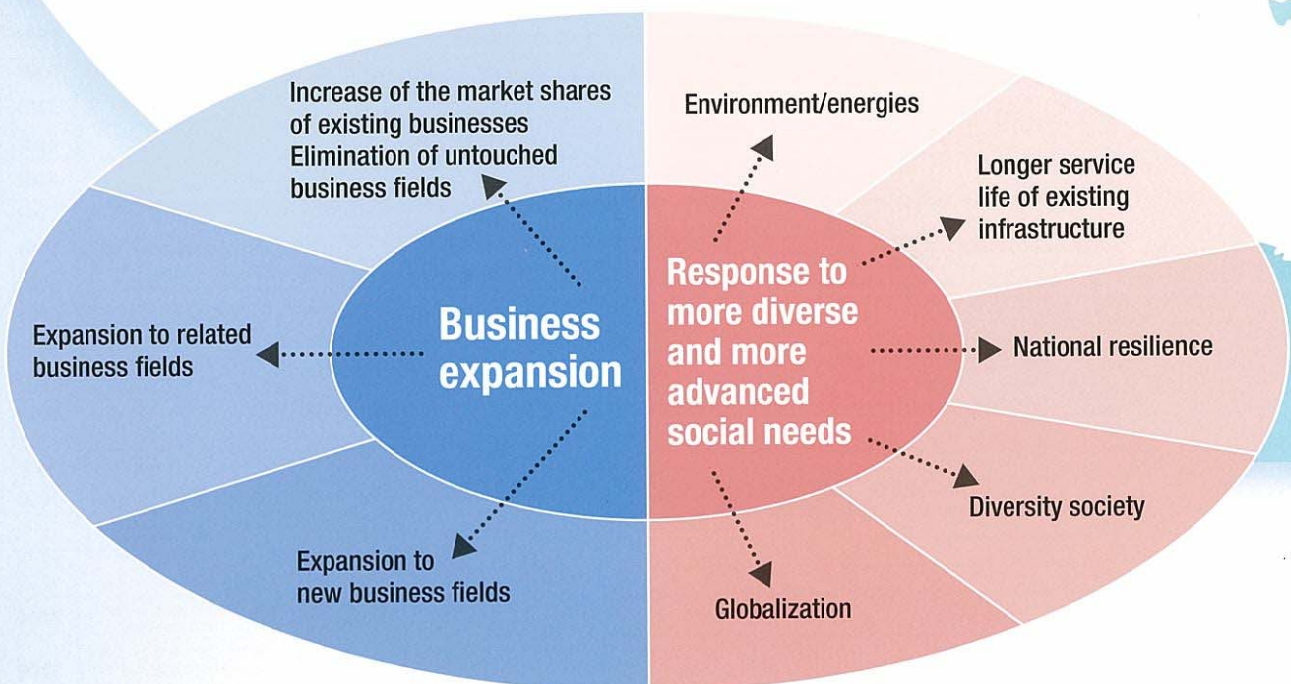 Increase of the market shares
of existing businesses
Elimination of untouched
business fields
Expansion to related
business fields
Expansion to
new business fields
Business
expansion
Response to
more diverse
and more
advanced
social needs
Environment/energies
Longer service
life of existing
infrastructure
National resilience
Diversity society
Globalization